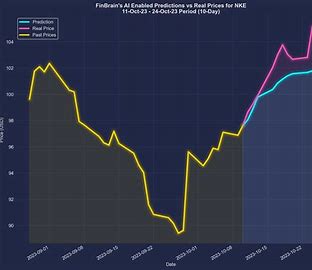 FinBrain's AI Enabled Predictions vs Real Prices for NKE
11-Oct-23 - 24-Oct-23 Period (10-Day)
Prediction
Real Price
Past Prices
104
102
100
98
96
94
92
90
Price (USD)
2023-09-01
2023-09-08
2023-09-15
2023-09-22
2023-10-01
2023-10-08
2023-10-15
2023-10-22
Date